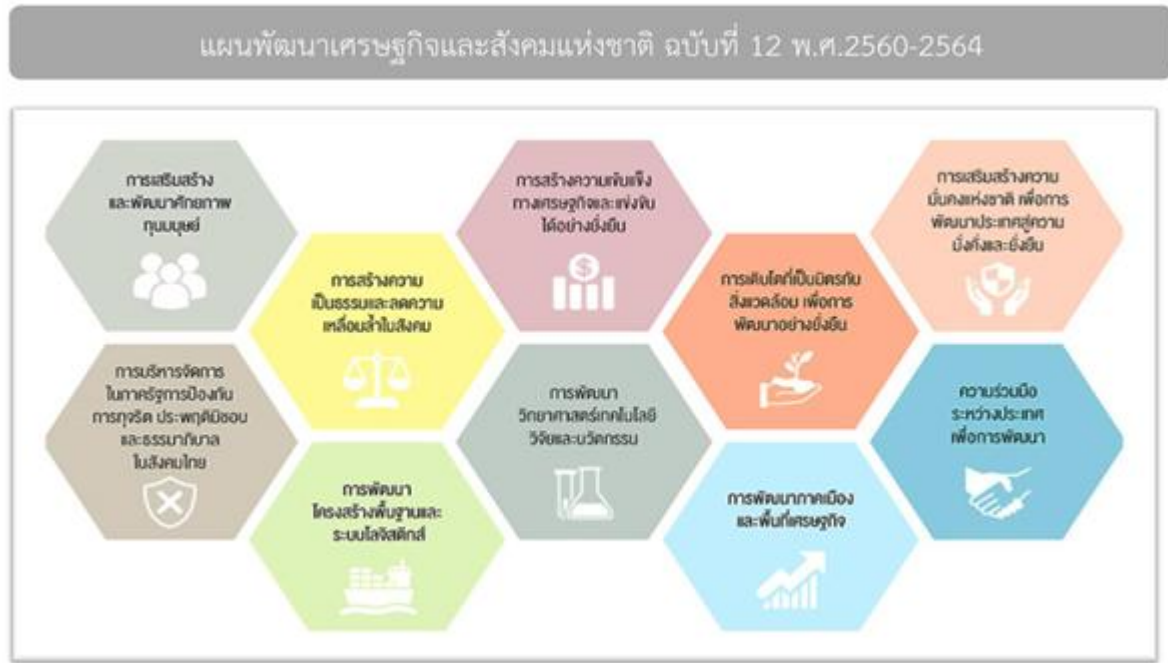 แผนพัฒนาเศรษฐกิจและสังคมแห่งชาติ ฉบับที่ 12 พ.ศ.2560-2564
การเสริมสร้าง
และพัฒนาศักยภาพ
ทุนมนุษย์
การสร้างความ
เป็นธรรมและลดความ
เหลื่อมล้ำในสังคม
การสร้างความเข้มแข็ง
ทางเศรษฐกิจและแข่งขัน
ได้อย่างยั่งยืน
การเติบโตที่เป็นมิตรกับ
สิ่งแวดล้อม เพื่อการ
พัฒนาอย่างยั่งยืน
การเสริมสร้างความ
มั่นคงแห่งชาติ เพื่อการ
พัฒนาประเทศสู่ความ
มั่งคั่งและยั่งยืน
การบริหารจัดการ
ในภาครัฐการป้องกัน
การทุจริต ประพฤติมิชอบ
และธรรมาภิบาล
ในสังคมไทย
การพัฒนา
โครงสร้างพื้นฐานและ
ระบบโลจิสติกส์
การพัฒนา
วิทยาศาสตร์เทคโนโลยี
วิจัยและนวัตกรรม
การพัฒนาภาคเมือง
และพื้นที่เศรษฐกิจ
ความร่วมมือ
ระหว่างประเทศ
เพื่อการพัฒนา
$